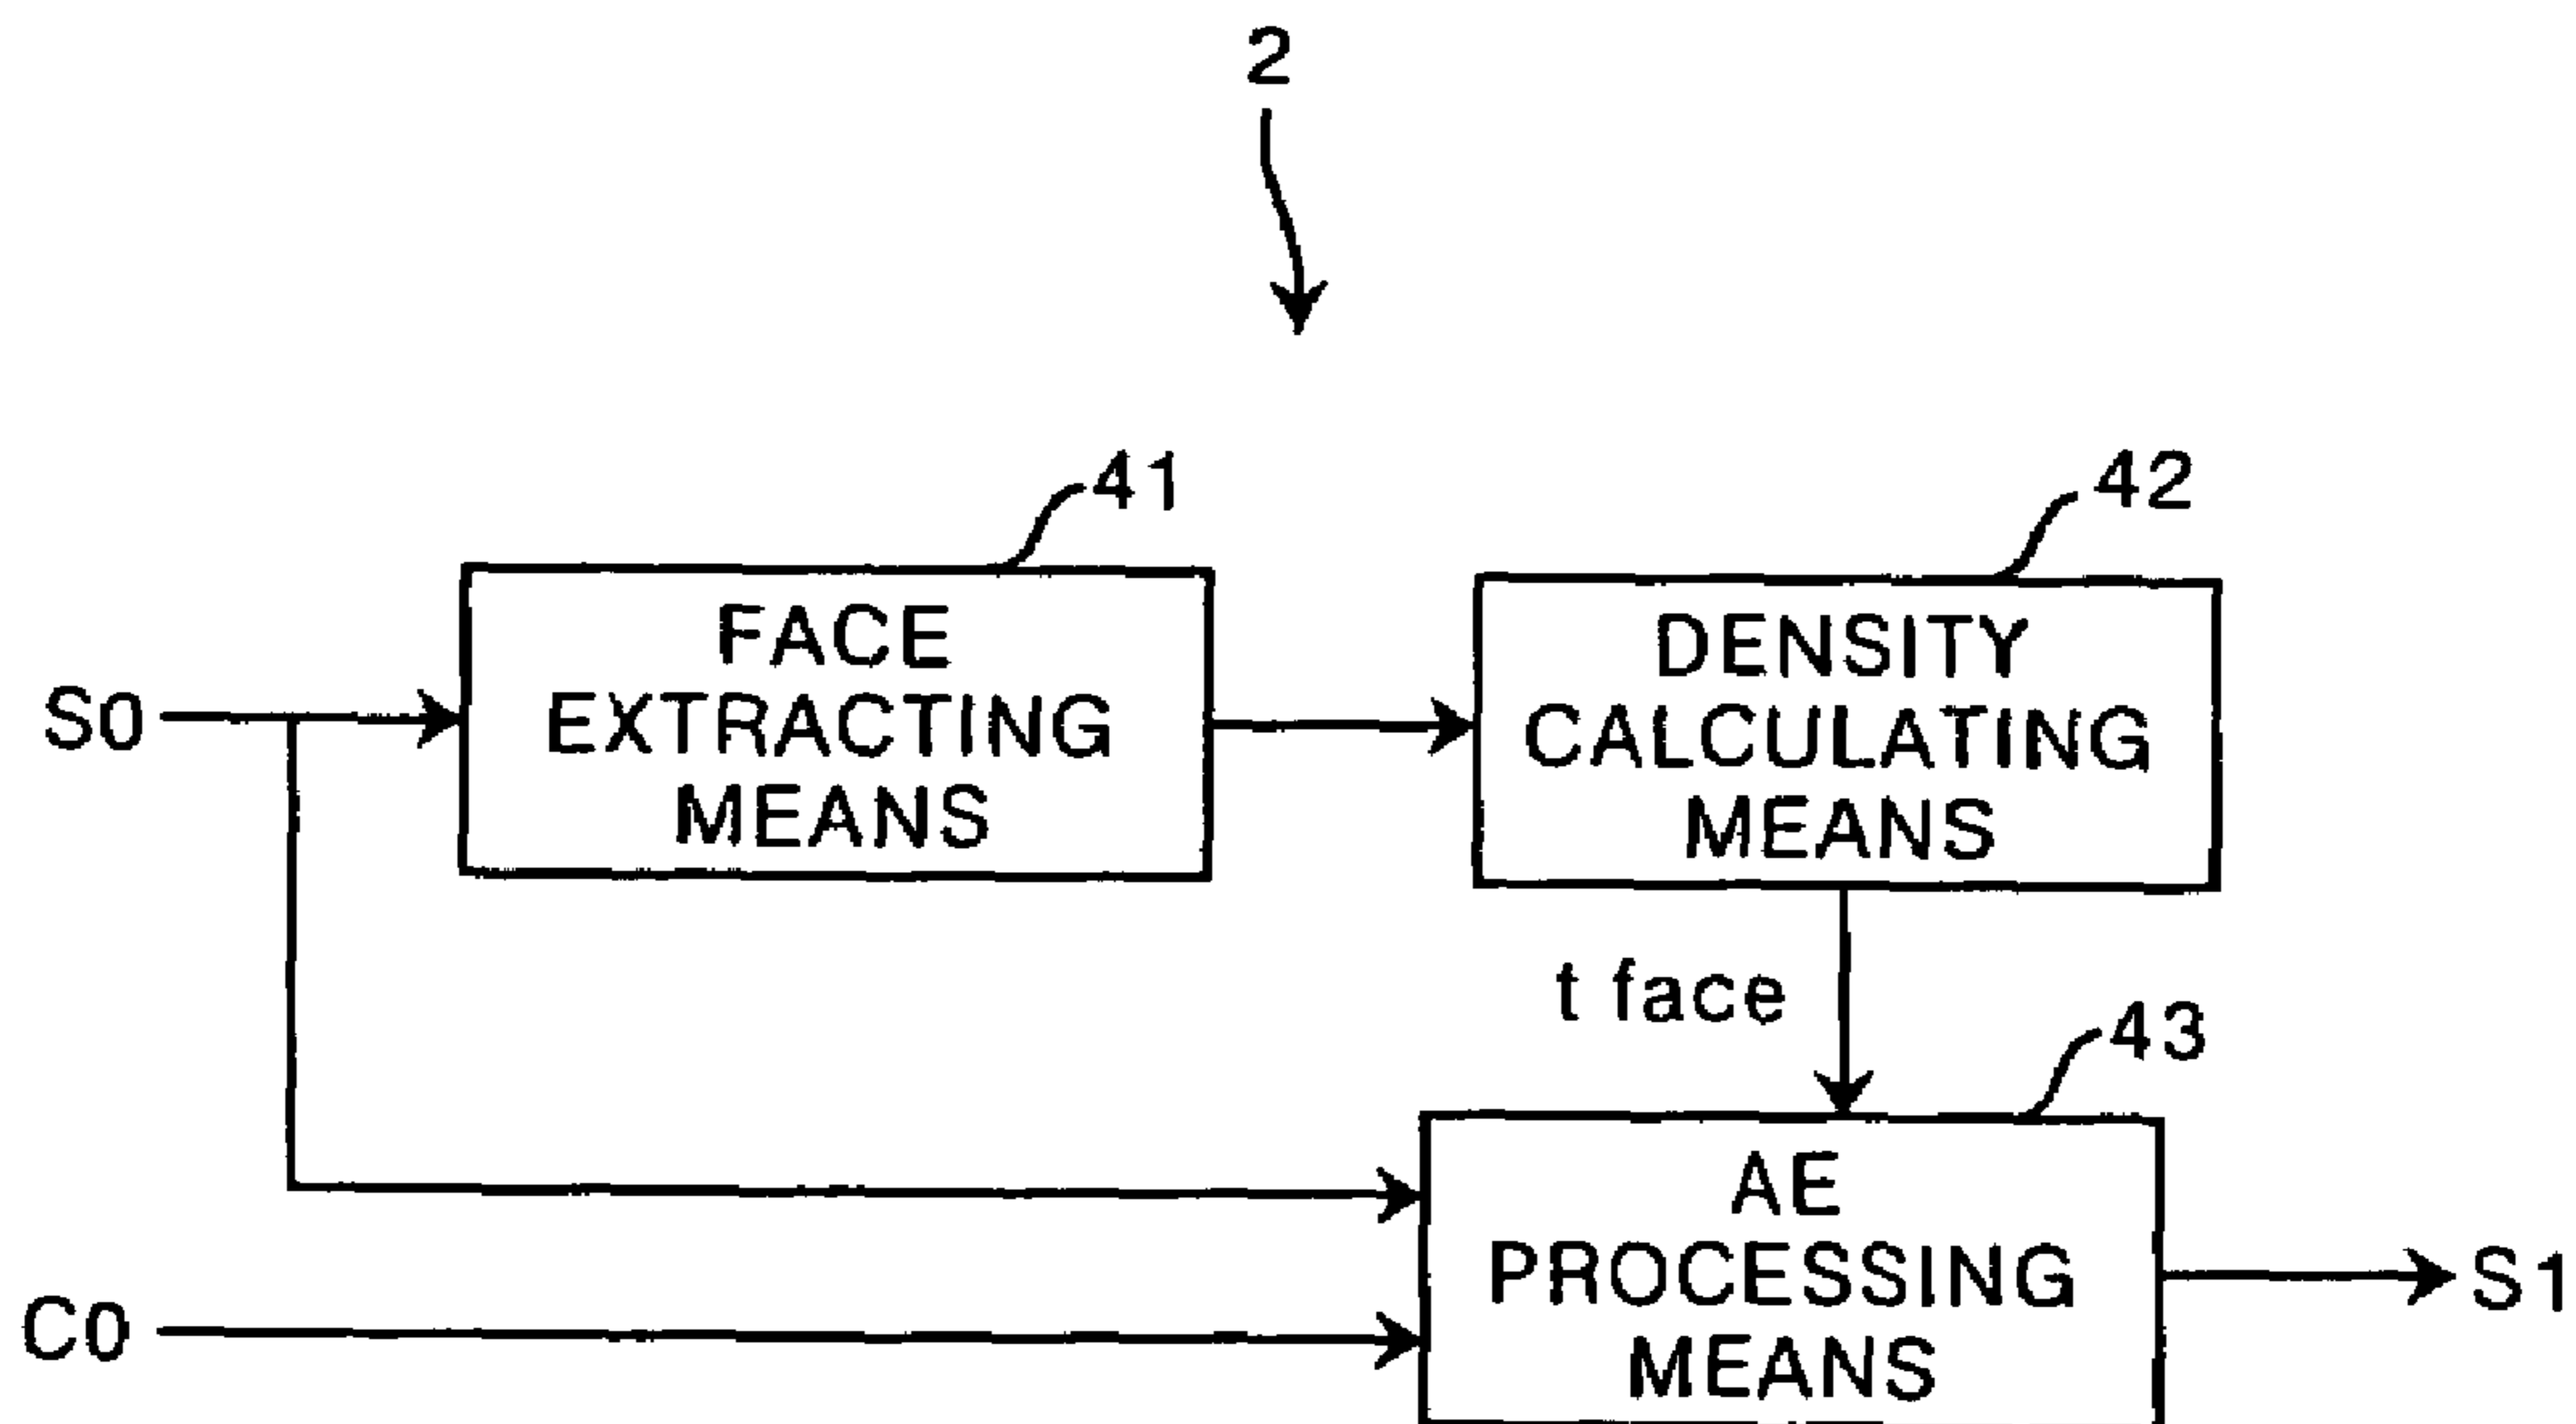 2
41
42
FACE
EXTRACTING
MEANS
DENSITY
CALCULATING
MEANS
S0
t face
43
AE
PROCESSING
MEANS
C0
S1